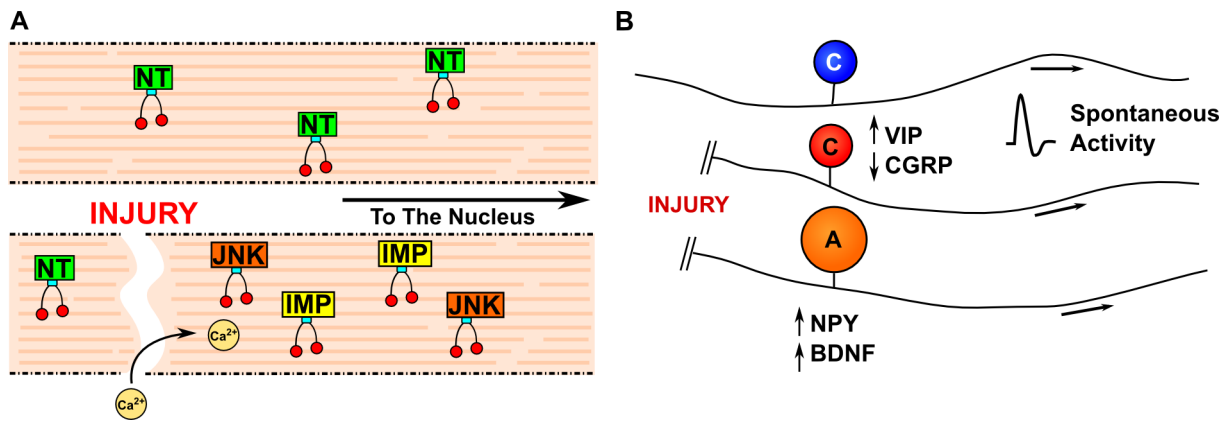 A
NT
NT
NT
INJURY
To The Nucleus
NT
JNK
IMP
IMP
JNK
Ca²⁺
Ca²⁺
B
C
C
VIP
CGRP
Spontaneous
Activity
INJURY
A
NPY
BDNF